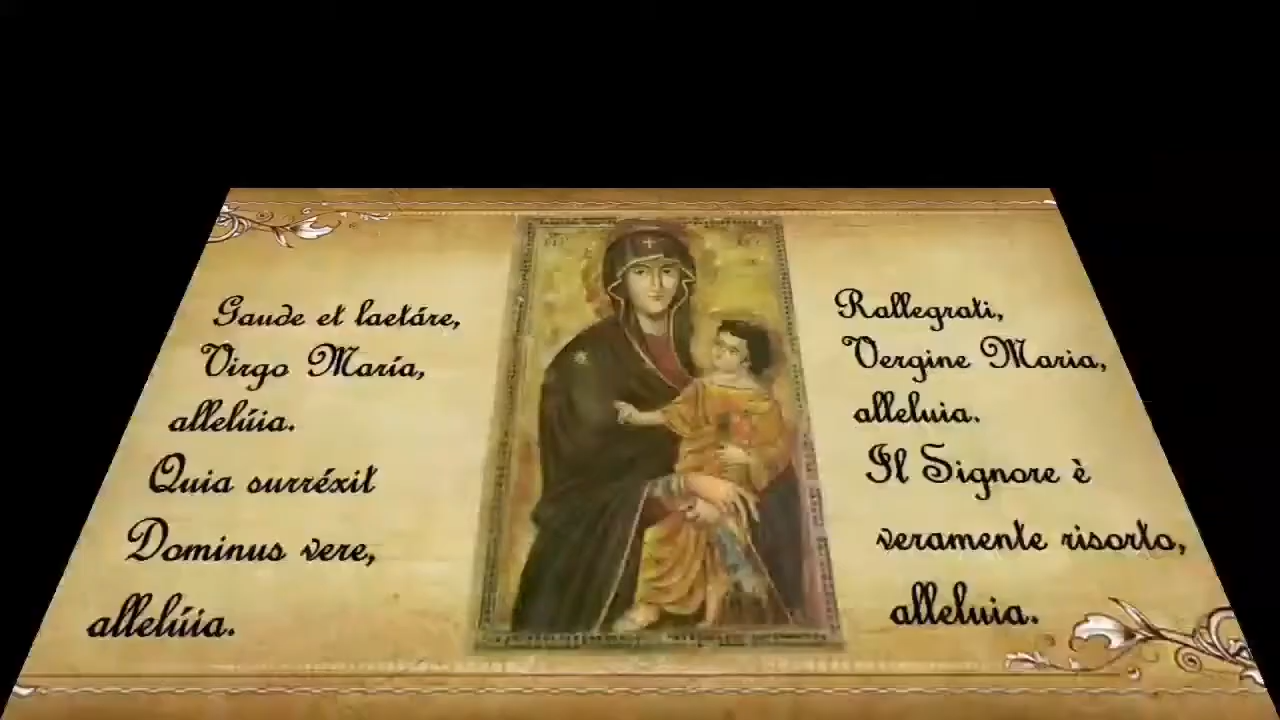 Gaude et laetáre,
Virgo María,
allelúia.
Quia surréxit
Dominus vere,
allelúia.
Rallegrati,
Vergine Maria,
alleluia.
Il Signore è
veramente risorto,
alleluia.